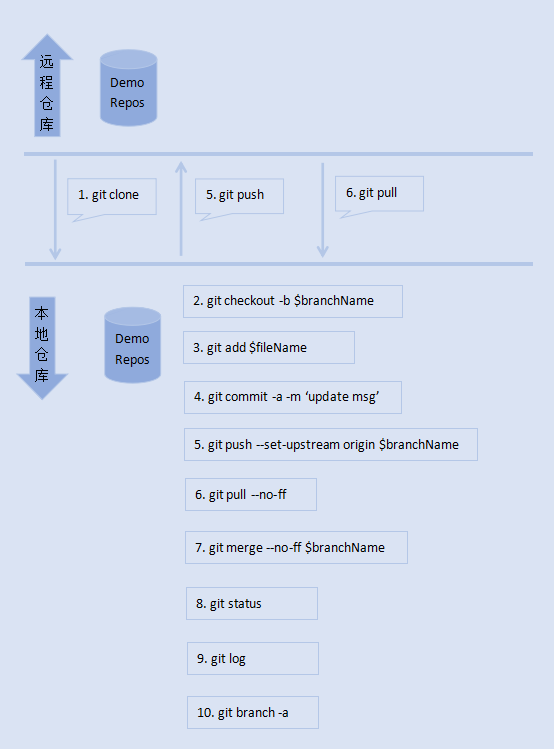 远程仓库
Demo
Repos
1. git clone
5. git push
6. git pull
本地仓库
Demo
Repos
2. git checkout -b $branchName
3. git add $fileName
4. git commit -a -m ‘update msg’
5. git push --set-upstream origin $branchName
6. git pull --no-ff
7. git merge --no-ff $branchName
8. git status
9. git log
10. git branch -a